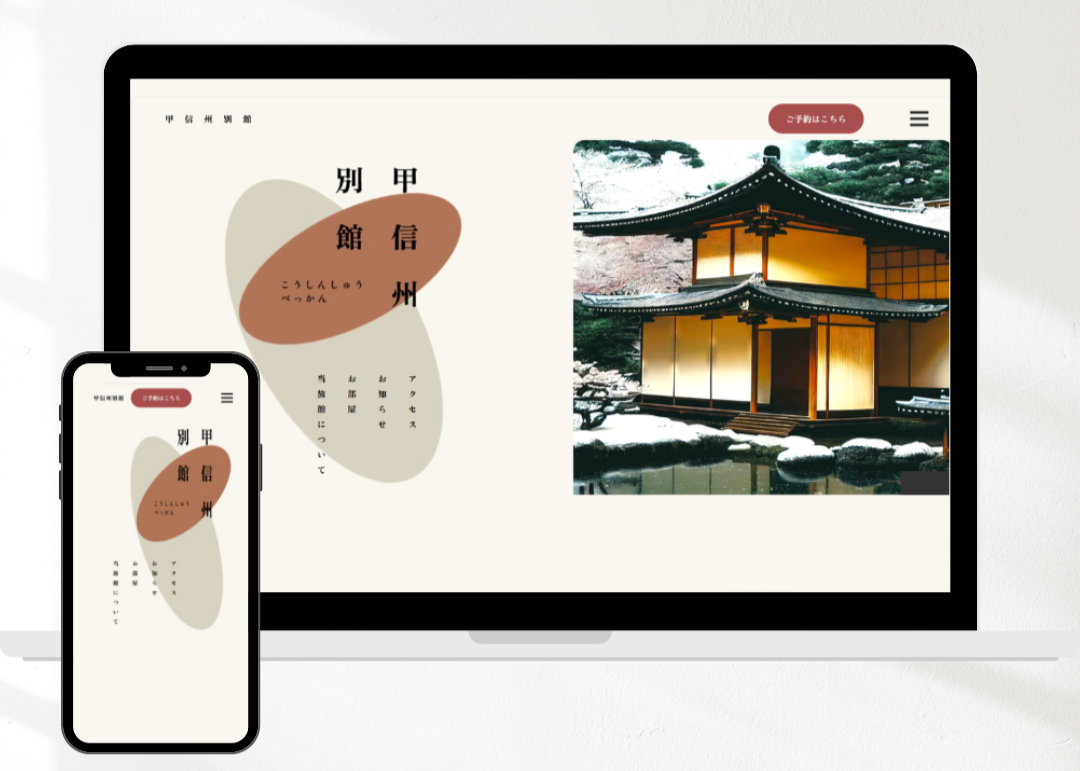 甲信州別館
ご予約はこちら
甲信州
別館
こうしんしゅう
べっかん
アクセス
お知らせ
お部屋
当旅館について
甲信州別館
ご予約はこちら
甲信州
別館
こうしんしゅう
べっかん
アクセス
お知らせ
お部屋
当旅館について